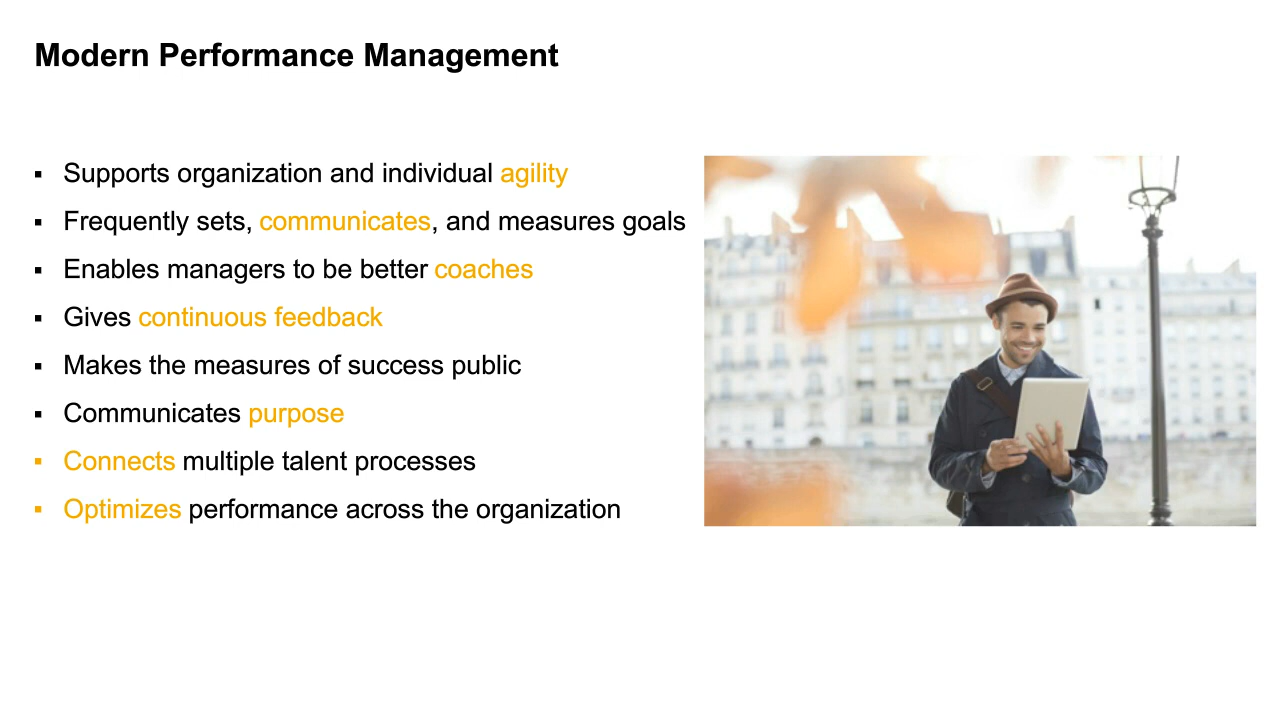 Modern Performance Management
▪ Supports organization and individual agility
▪ Frequently sets, communicates, and measures goals
▪ Enables managers to be better coaches
▪ Gives continuous feedback
▪ Makes the measures of success public
▪ Communicates purpose
▪ Connects multiple talent processes
▪ Optimizes performance across the organization